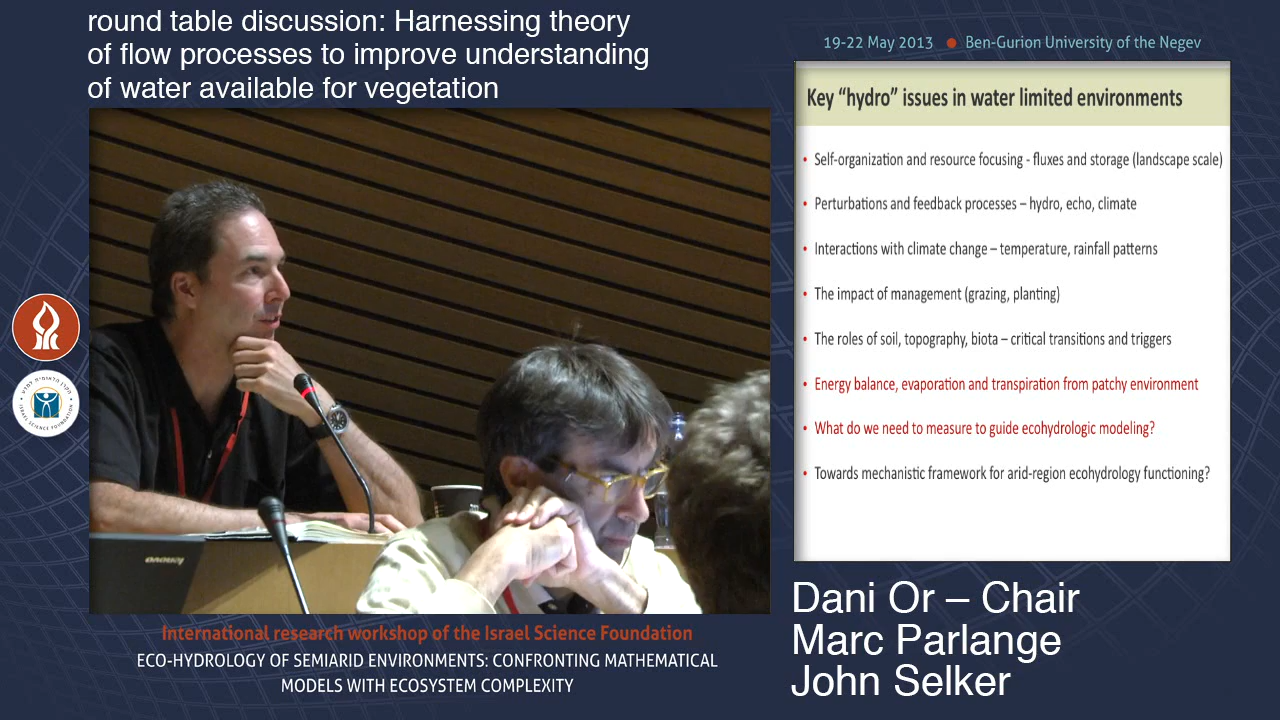 round table discussion: Harnessing theory
of flow processes to improve understanding
of water available for vegetation
19-22 May 2013 ● Ben-Gurion University of the Negev
Key “hydro” issues in water limited environments
• Self-organization and resource focusing - fluxes and storage (landscape scale)
• Perturbations and feedback processes – hydro, echo, climate
• Interactions with climate change – temperature, rainfall patterns
• The impact of management (grazing, planting)
• The roles of soil, topography, biota – critical transitions and triggers
• Energy balance, evaporation and transpiration from patchy environment
• What do we need to measure to guide ecohydrologic modeling?
• Towards mechanistic framework for arid-region ecohydrology functioning?
lenovo
ISRAEL SCIENCE FOUNDATION
International research workshop of the Israel Science Foundation
ECO-HYDROLOGY OF SEMIARID ENVIRONMENTS: CONFRONTING MATHEMATICAL
MODELS WITH ECOSYSTEM COMPLEXITY
Dani Or – Chair
Marc Parlange
John Selker